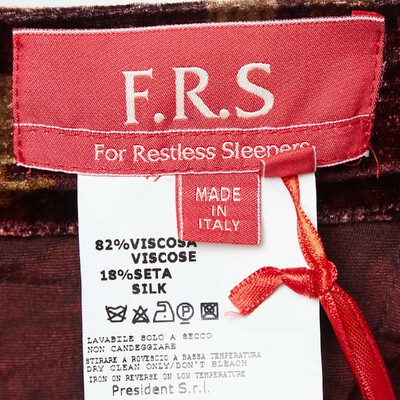 F.R.S
For Restless Sleepers
MADE
IN
ITALY
82%VISCOSA
VISCOSE
18%SETA
SILK
LAVABILE SOLO A SECCO
NON CANDEGGIARE
STIRARE A ROVESCIO A BASSA TEMPERATURA
DRY CLEAN ONLY/DON'T BLEACH
IRON ON REVERSE ON LOW TEMPERATURE
President S.r.l.